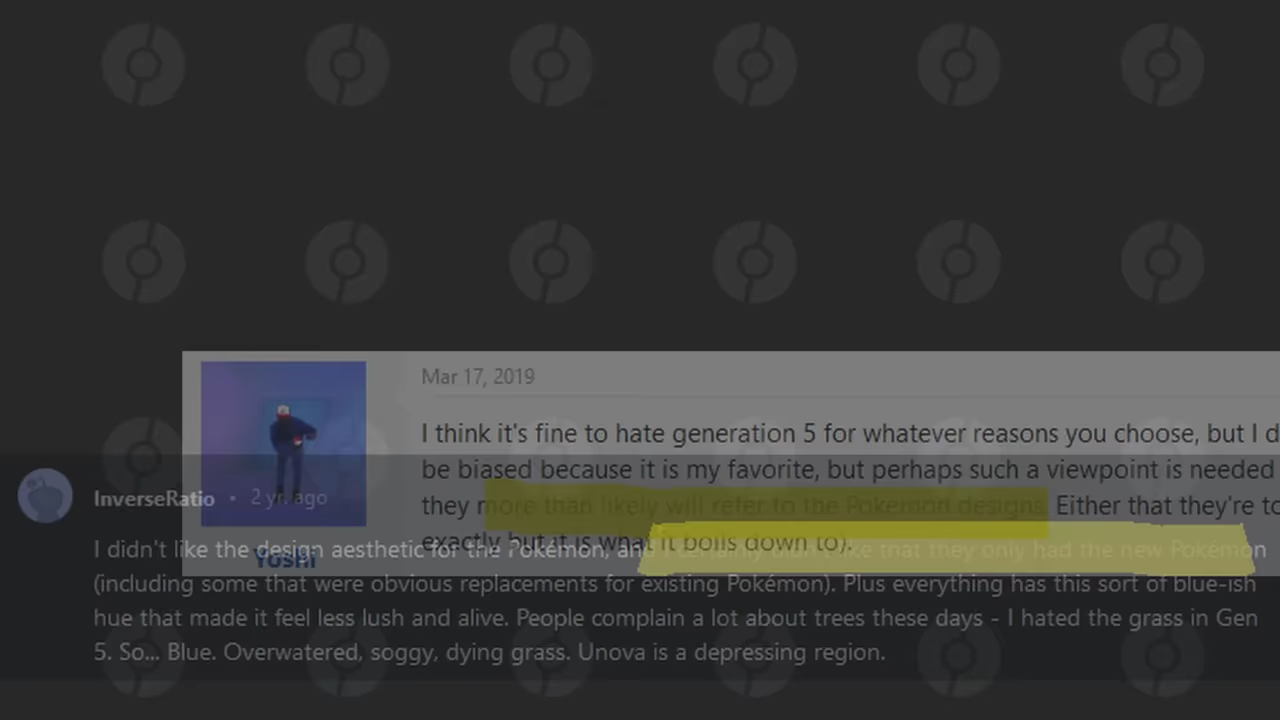 Mar 17, 2019
I think it's fine to hate generation 5 for whatever reasons you choose, but I d
be biased because it is my favorite, but perhaps such a viewpoint is needed
they more than likely will refer to the Pokemon designs. Either that they're to
exactly but it is what it boils down to).
Yoshi
InverseRatio • 2 yr. ago
I didn't like the design aesthetic for the Pokémon, and I certainly didn't like that they only had the new Pokémon
(including some that were obvious replacements for existing Pokémon). Plus everything has this sort of blue-ish
hue that made it feel less lush and alive. People complain a lot about trees these days - I hated the grass in Gen
5. So... Blue. Overwatered, soggy, dying grass. Unova is a depressing region.